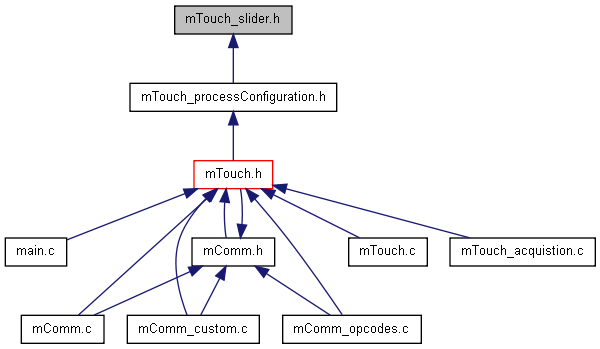 mTouch_slider.h
mTouch_processConfiguration.h
mTouch.h
main.c
mComm.h
mTouch.c
mTouch_acquistion.c
mComm.c
mComm_custom.c
mComm_opcodes.c